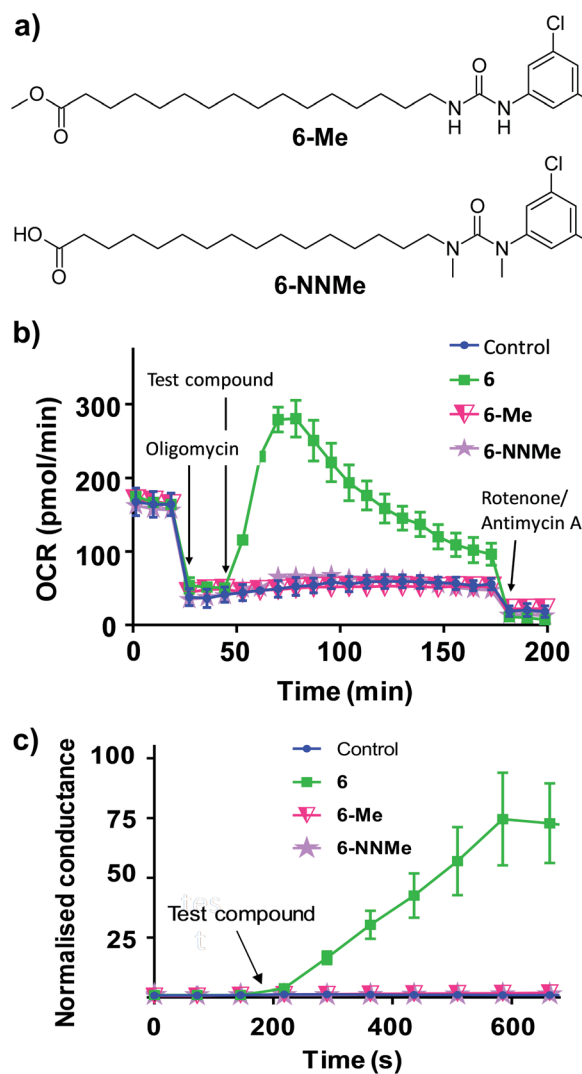 a)
Cl
O
O
O
N
H
N
H
6-Me
Cl
HO
O
O
N
N
6-NNMe
b)
OCR (pmol/min)
300
200
100
0
Test compound
Oligomycin
Control
6
6-Me
6-NNMe
Rotenone/
Antimycin A
0
50
100
150
200
Time (min)
c)
Normalised conductance
100
75
50
25
Control
6
6-Me
6-NNMe
tes
t
Test compound
0
200
400
600
Time (s)